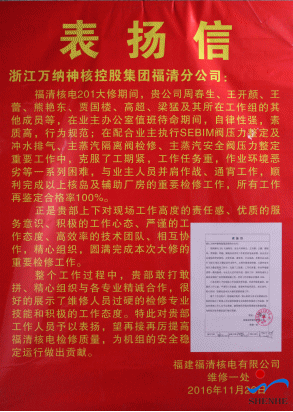 表扬信
浙江万纳神核控股集团福清分公司：
福清核电201大修期间，贵公司周春生、王开颜、王
蕾、熊艳东、贾国楼、高超、梁猛及其所在工作组的其
他成员等，在业主办公室值班待命期间，自律性强，素
质高，行为规范；在配合业主执行SEBIM阀压力整定及
冲水排气、主蒸汽隔离阀检修、主蒸汽安全阀压力整定
重要工作中，克服了工期紧，工作任务重，作业环境恶
劣等一系列困难，与业主人员并肩作战、通宵工作，顺
利完成以上核岛及辅助厂房的重要检修工作，所有工作
再鉴定合格率100%。
正是贵部上下对现场工作高度的责任感、优质的服
务意识、积极的工作心态、严谨的工
作态度、高效率的技术团队、相互协
作，精心组织，圆满完成本次大修的
重要检修工作。
整个工作过程中，贵部敢打敢
拼、精心组织与各专业精诚合作，很
好的展示了维修人员过硬的检修专业
技能和积极的工作态度。特此对贵部
工作人员予以表扬，望再接再厉提高
福清核电检修质量，为机组的安全稳
定运行做出贡献。
福建福清核电有限公司
维修一处
2016年11月2日